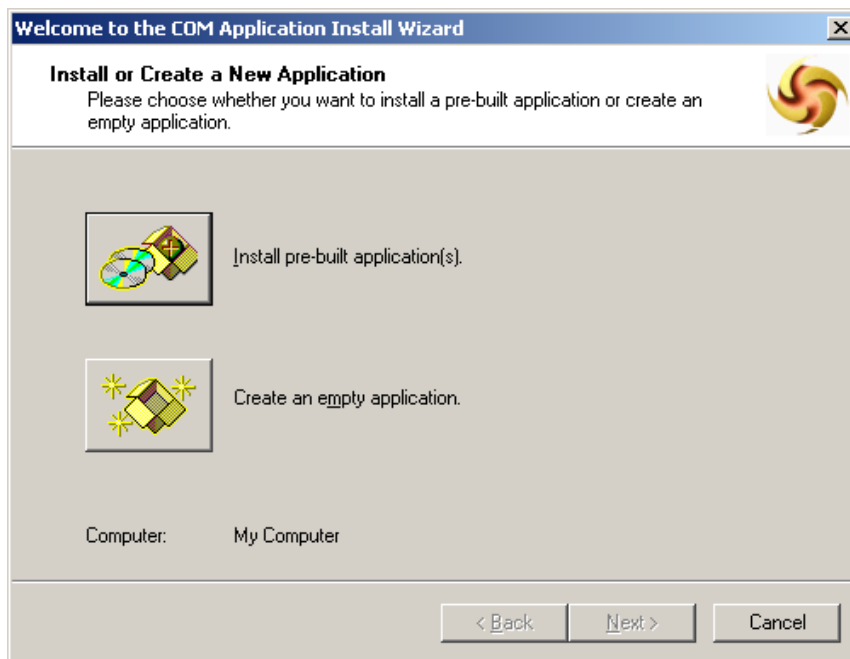 Welcome to the COM Application Install Wizard
Install or Create a New Application
Please choose whether you want to install a pre-built application or create an
empty application.
Install pre-built application(s).
Create an empty application.
Computer: My Computer
< Back Next > Cancel